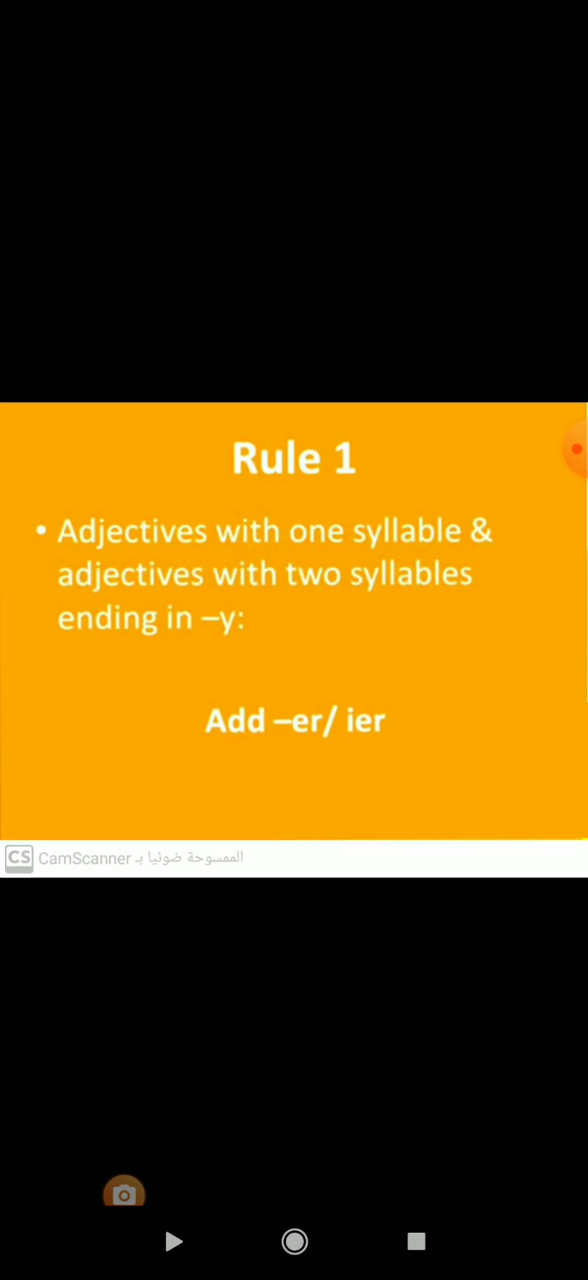 Rule 1
• Adjectives with one syllable &
adjectives with two syllables
ending in –y:
Add –er/ ier
CS CamScanner الممسوحة ضوئيا بـ